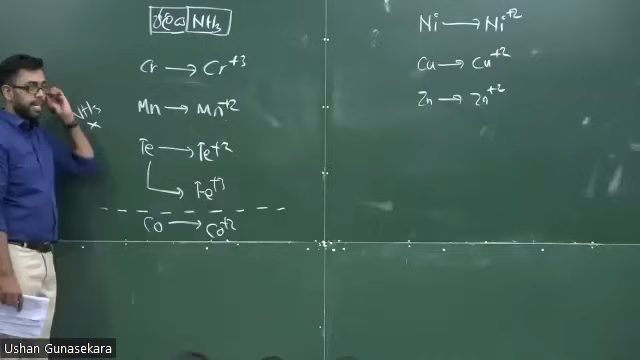 NH₃
Cr → Cr⁺³
Mn → Mn⁺²
Fe → Fe⁺²
→ Fe⁺³
Co → Co⁺²
NH₃
×
Ni → Ni⁺²
Cu → Cu⁺²
Zn → Zn⁺²
Ushan Gunasekara